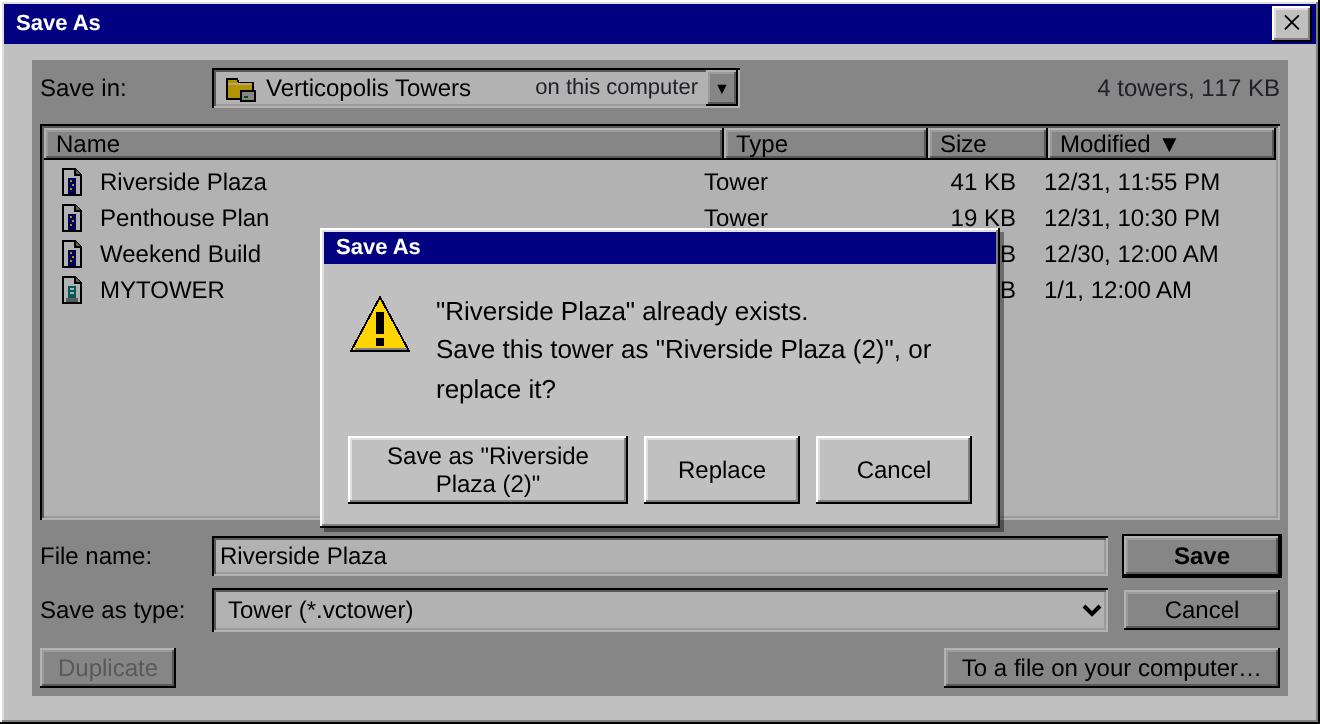 Save As
Save in: Verticopolis Towers on this computer ▼ 4 towers, 117 KB
Name Type Size Modified ▼
Riverside Plaza Tower 41 KB 12/31, 11:55 PM
Penthouse Plan Tower 19 KB 12/31, 10:30 PM
Weekend Build B 12/30, 12:00 AM
MYTOWER B 1/1, 12:00 AM
Save As
"Riverside Plaza" already exists.
Save this tower as "Riverside Plaza (2)", or
replace it?
Save as "Riverside
Plaza (2)"
Replace
Cancel
File name: Riverside Plaza Save
Save as type: Tower (*.vctower) Cancel
Duplicate To a file on your computer…